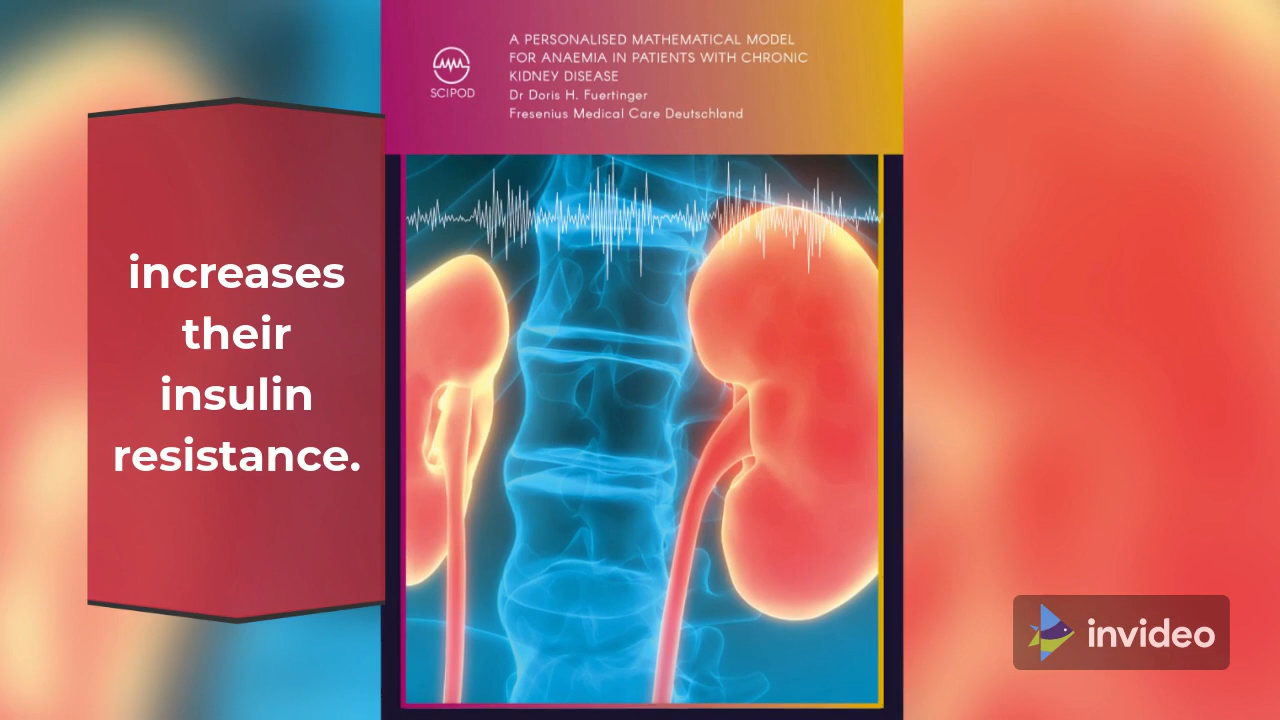 A PERSONALISED MATHEMATICAL MODEL
FOR ANAEMIA IN PATIENTS WITH CHRONIC
KIDNEY DISEASE
Dr Doris H. Fuertinger
Fresenius Medical Care Deutschland
SCIPOD
increases
their
insulin
resistance.
invideo